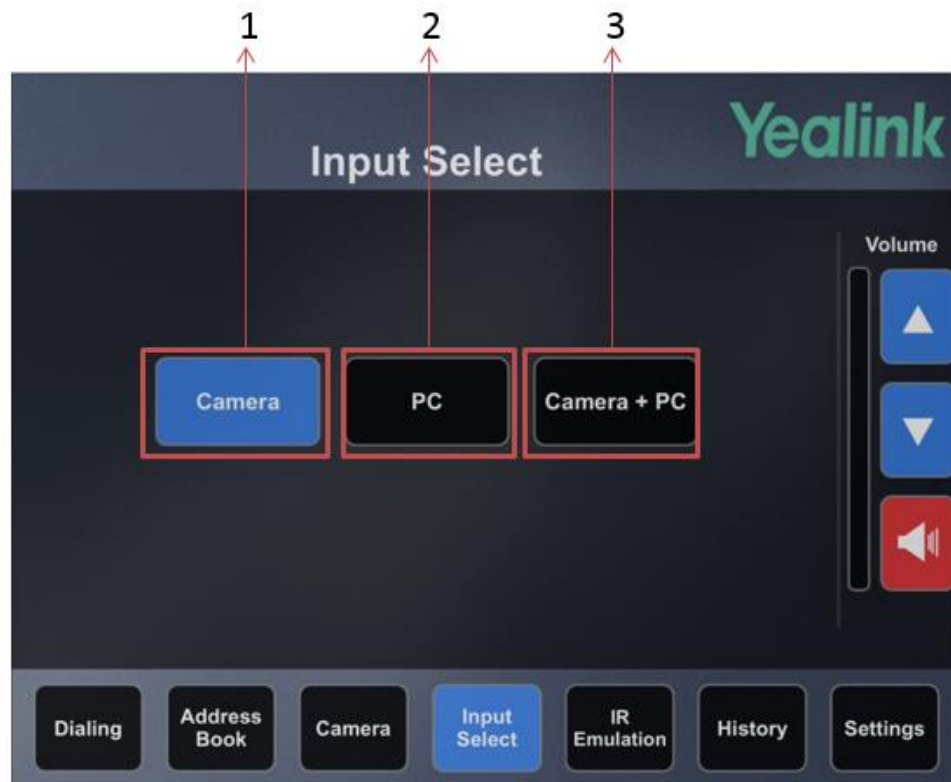 1 2 3
Yealink
Input Select
Volume
Camera
PC
Camera + PC
Dialing
Address
Book
Camera
Input
Select
IR
Emulation
History
Settings